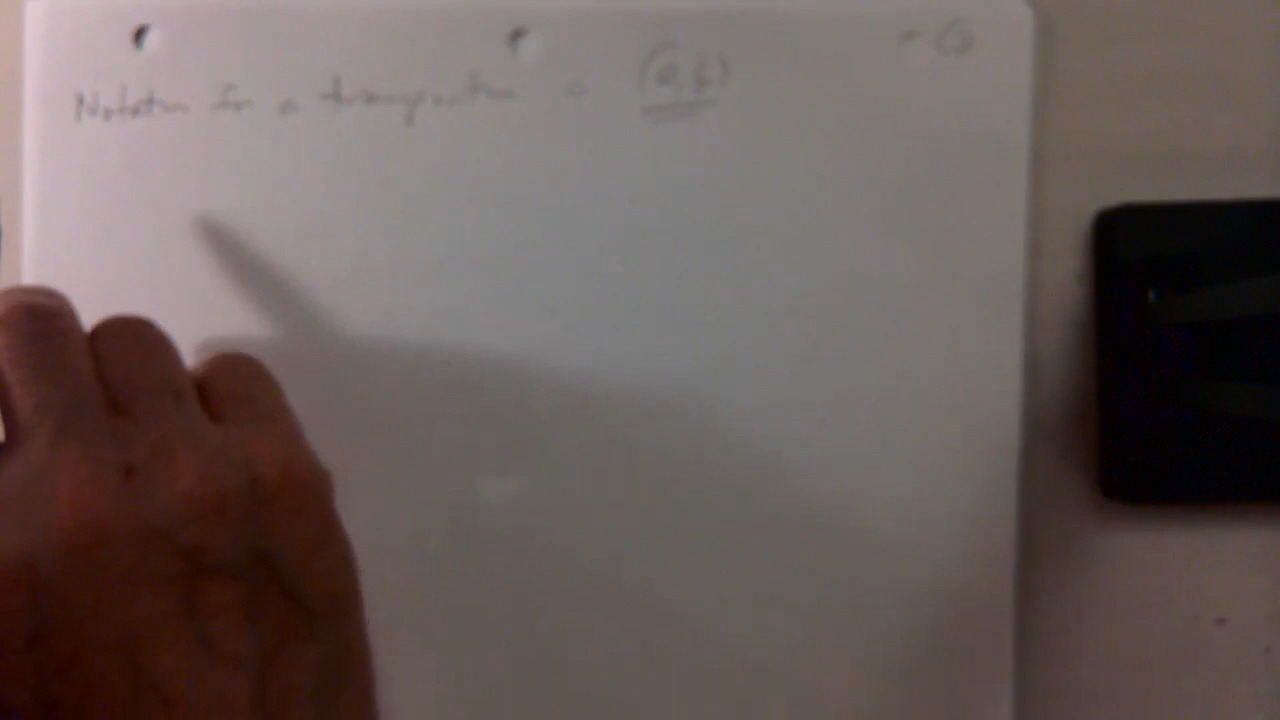 Notation for a transposition = (a, b)